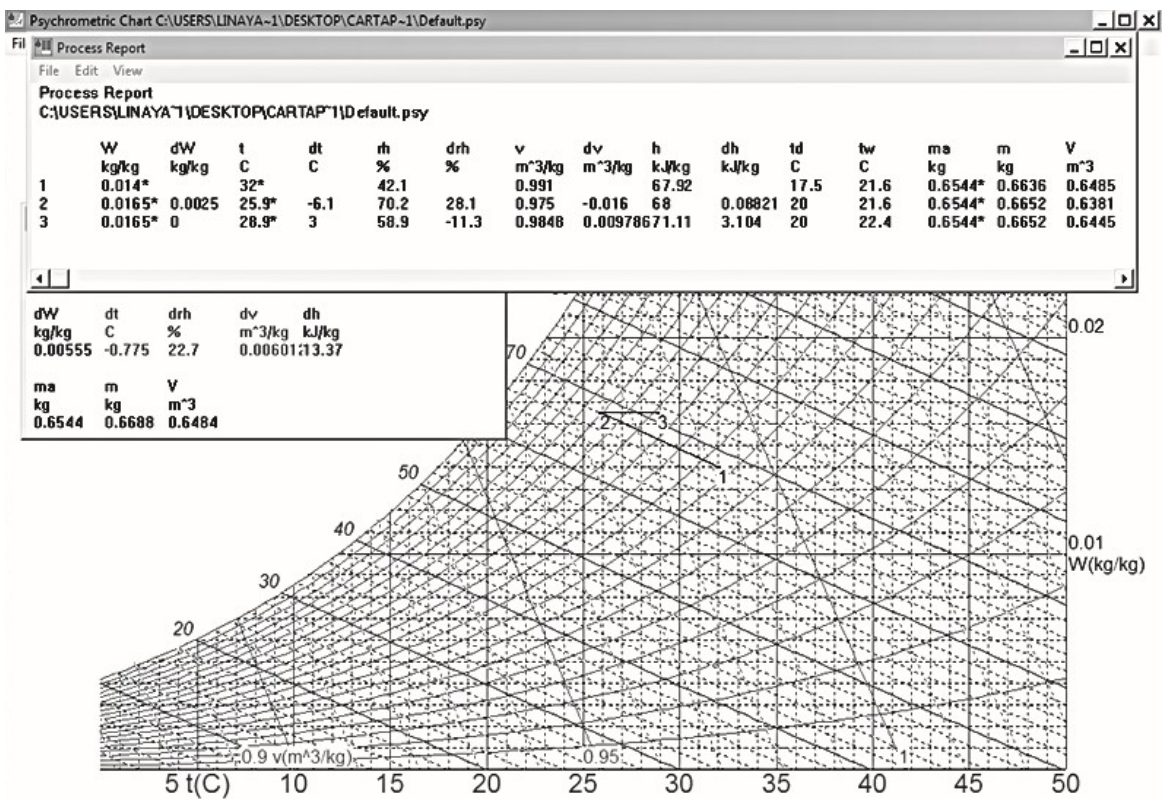 Psychrometric Chart C:\USERS\LINAYA~1\DESKTOP\CARTAP~1\Default.psy
Fil
Process Report
File Edit View
Process Report
C:\USERS\LINAYA~1\DESKTOP\CARTAP~1\Default.psy
W dW t dt rh drh v dv h dh td tw ma m V
kg/kg kg/kg C C % % m^3/kg m^3/kg kJ/kg kJ/kg C C kg kg m^3
1 0.014* 32* 42.1 0.991 67.92 17.5 21.6 0.6544* 0.6636 0.6485
2 0.0165* 0.0025 25.9* -6.1 70.2 28.1 0.975 -0.016 68 0.08821 20 21.6 0.6544* 0.6652 0.6381
3 0.0165* 0 28.9* 3 58.9 -11.3 0.9848 0.00978671.11 3.104 20 22.4 0.6544* 0.6652 0.6445
dW dt drh dv dh
kg/kg C % m^3/kg kJ/kg
0.00555 -0.775 22.7 0.00601213.37
ma m V
kg kg m^3
0.6544 0.6688 0.6484
0.02
70
2 3
1
50
40
0.01
W(kg/kg)
30
20
0.9 v(m^3/kg) 0.95 1
5 t(C) 10 15 20 25 30 35 40 45 50